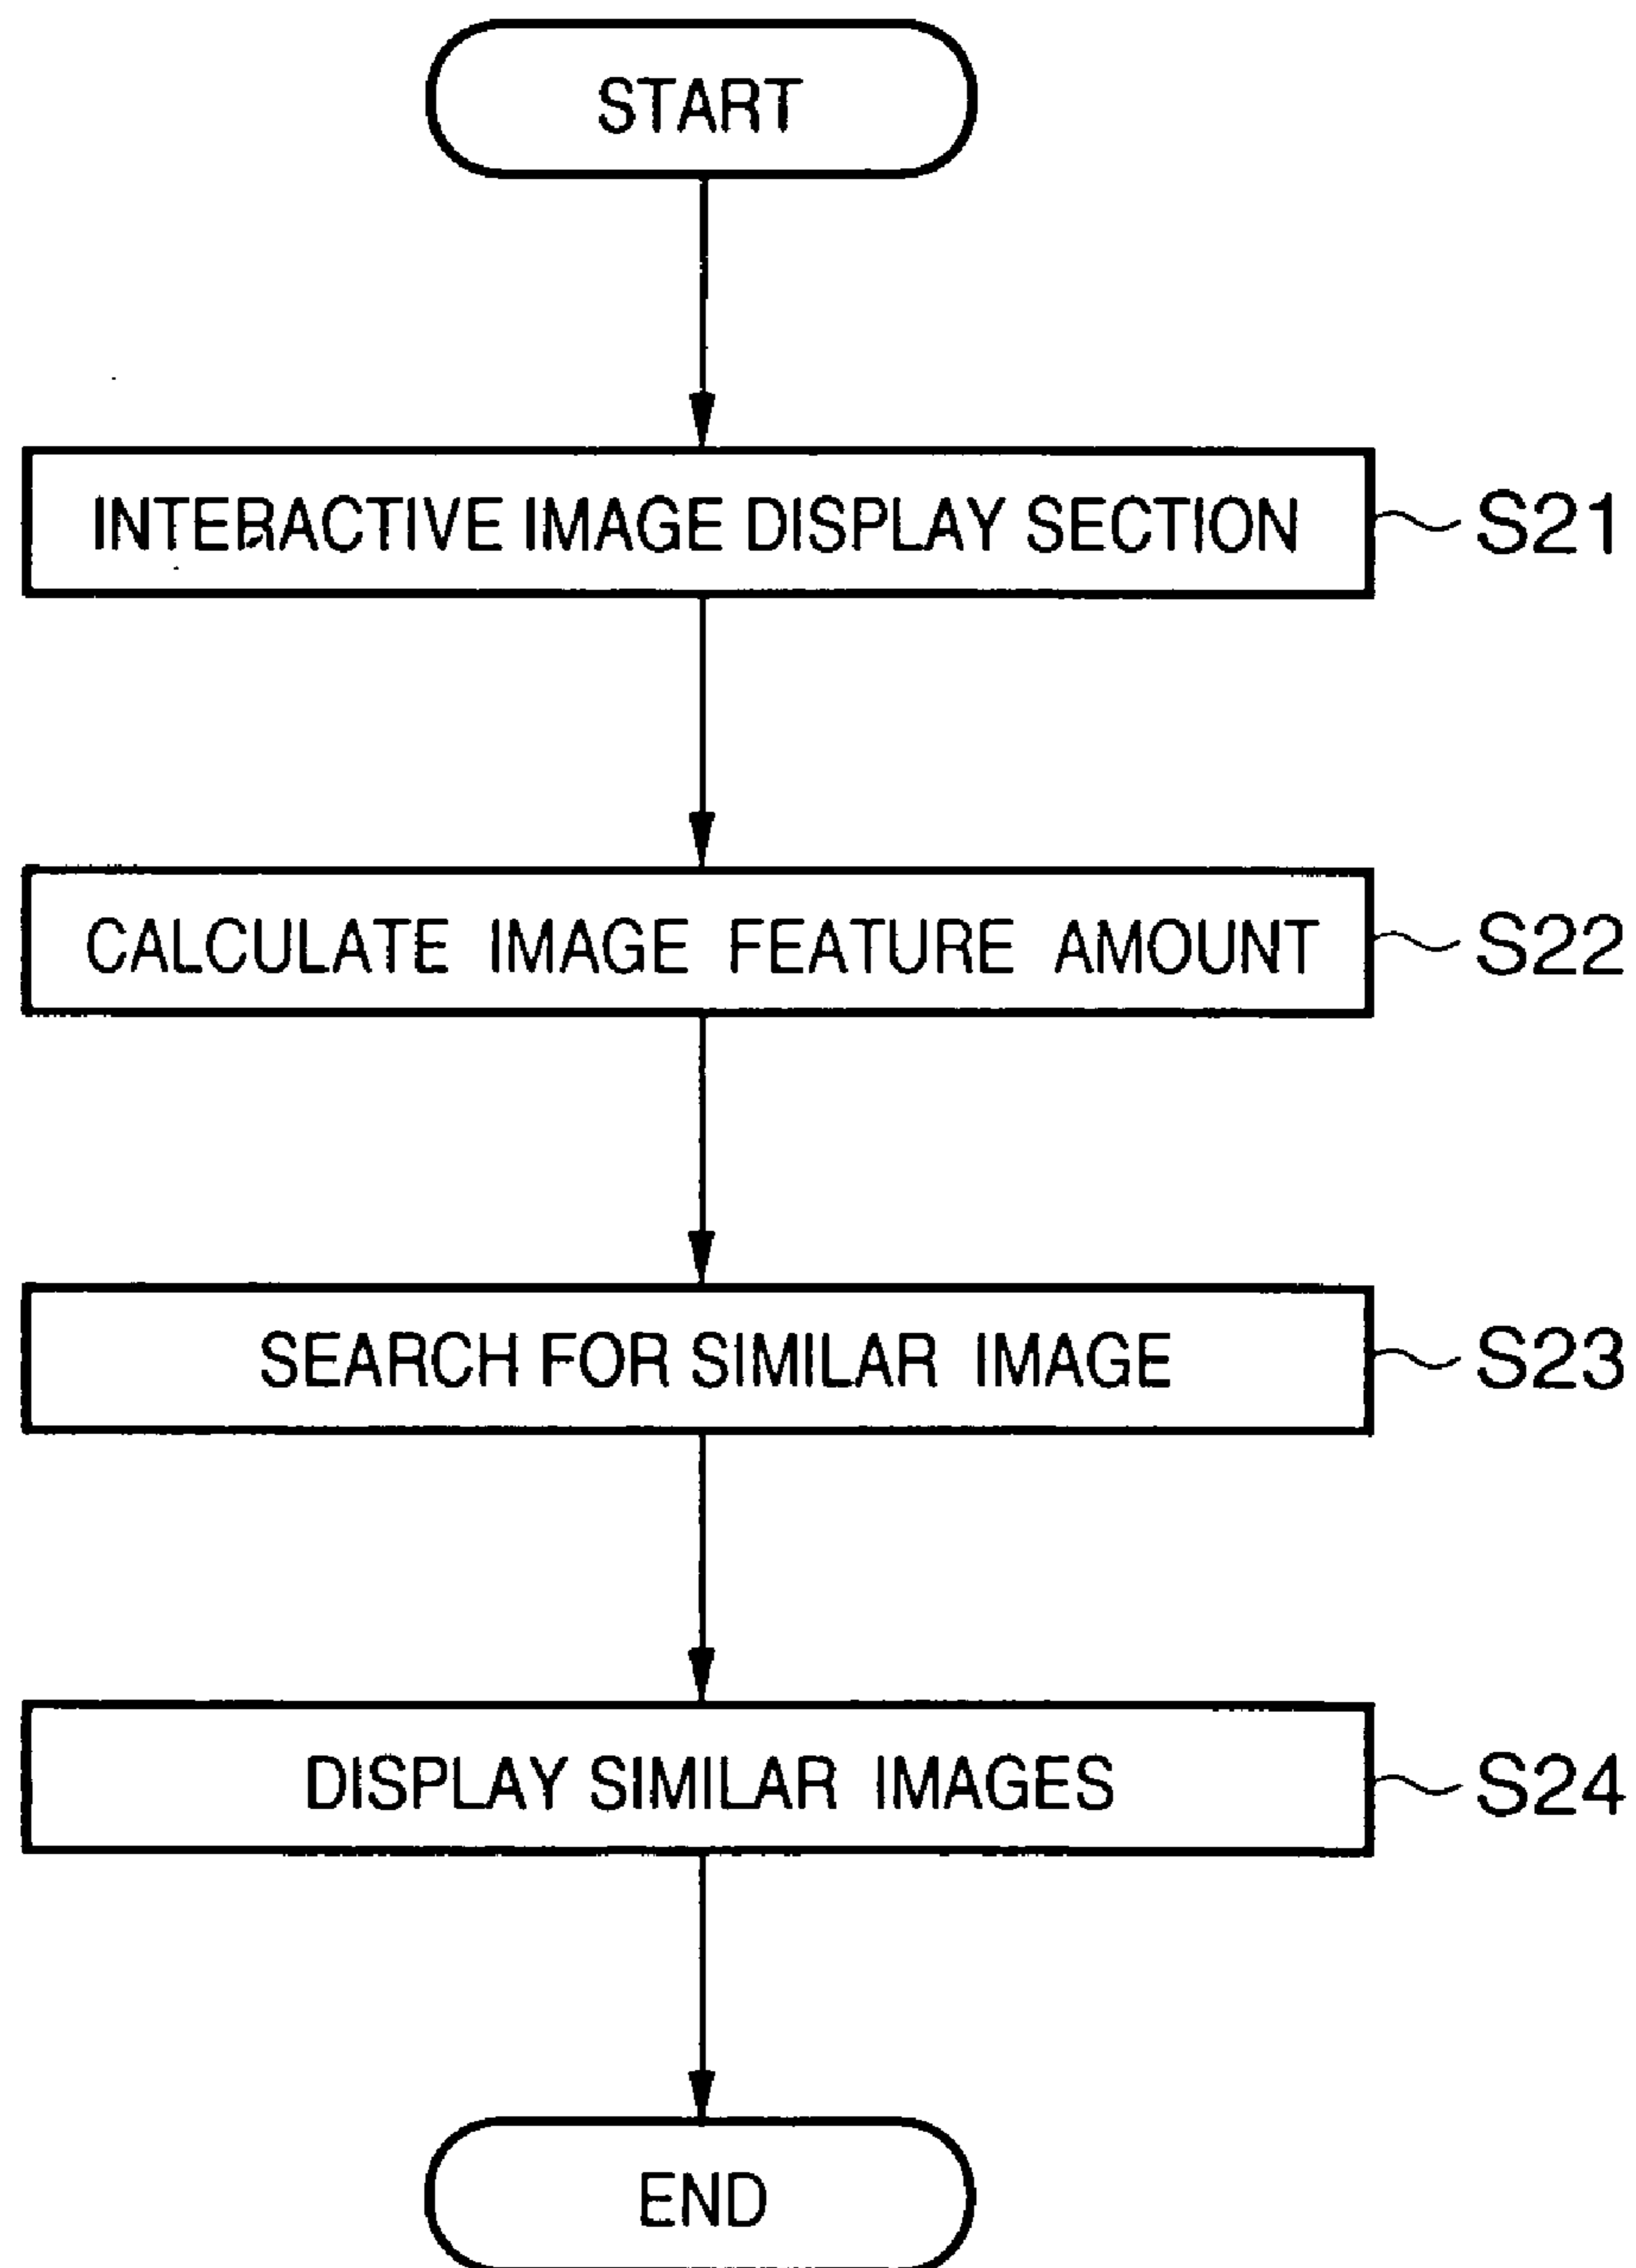 START
INTERACTIVE IMAGE DISPLAY SECTION S21
CALCULATE IMAGE FEATURE AMOUNT S22
SEARCH FOR SIMILAR IMAGE S23
DISPLAY SIMILAR IMAGES S24
END